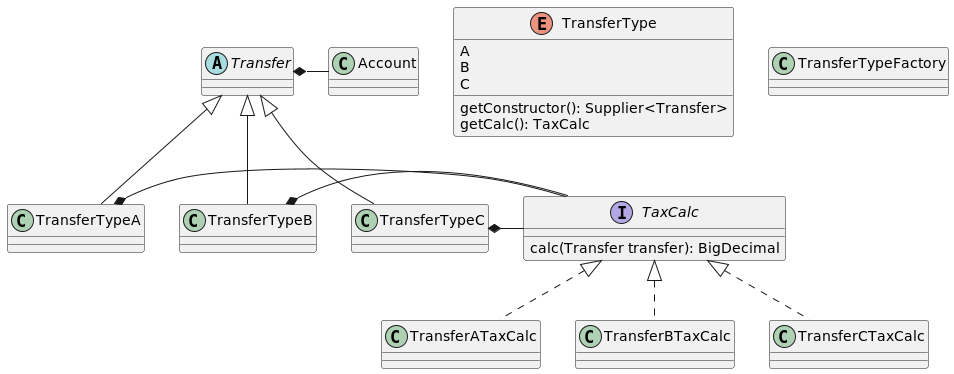 E TransferType
A
B
C
getConstructor(): Supplier<Transfer>
getCalc(): TaxCalc
A Transfer
C Account
C TransferTypeFactory
C TransferTypeA
C TransferTypeB
C TransferTypeC
I TaxCalc
calc(Transfer transfer): BigDecimal
C TransferATaxCalc
C TransferBTaxCalc
C TransferCTaxCalc